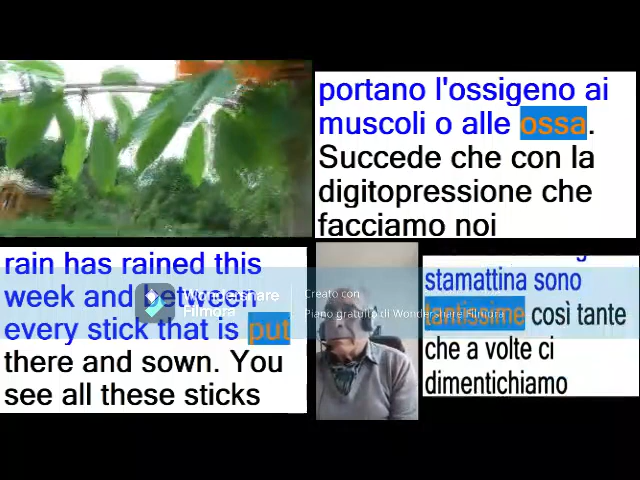 portano l'ossigeno ai
muscoli o alle ossa.
Succede che con la
digitopressione che
facciamo noi
rain has rained this
week and between
every stick that is put
there and sown. You
see all these sticks
Wondershare
Filmora
Creato con
Piano gratuito di Wondershare Filmora
stamattina sono
tantissime così tante
che a volte ci
dimentichiamo